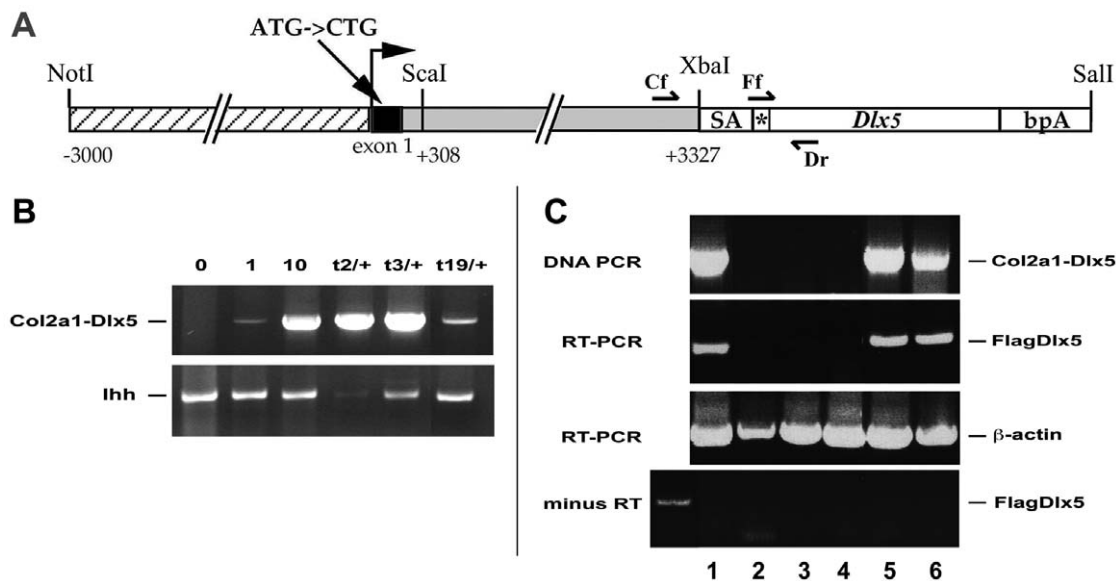 A
ATG->CTG
NotI
ScaI
Cf
XbaI
Ff
SalI
SA
*
Dlx5
bpA
-3000
exon 1
+308
+3327
Dr
B
0 1 10 t2/+ t3/+ t19/+
Col2a1-Dlx5
Ihh
C
DNA PCR
Col2a1-Dlx5
RT-PCR
FlagDlx5
RT-PCR
β-actin
minus RT
FlagDlx5
1 2 3 4 5 6